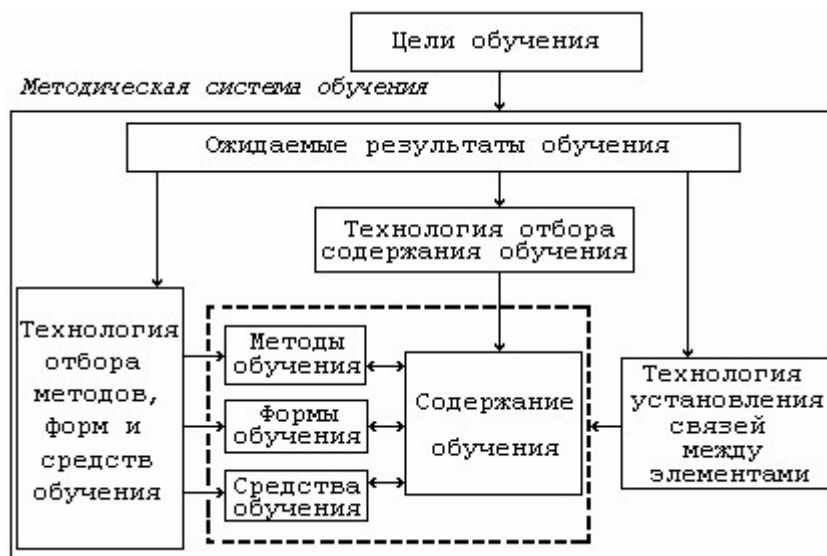 Цели обучения
Методическая система обучения
Ожидаемые результаты обучения
Технология отбора
содержания обучения
Технология
отбора
методов,
форм и
средств
обучения
Методы
обучения
Формы
обучения
Средства
обучения
Содержание
обучения
Технология
установления
связей
между
элементами